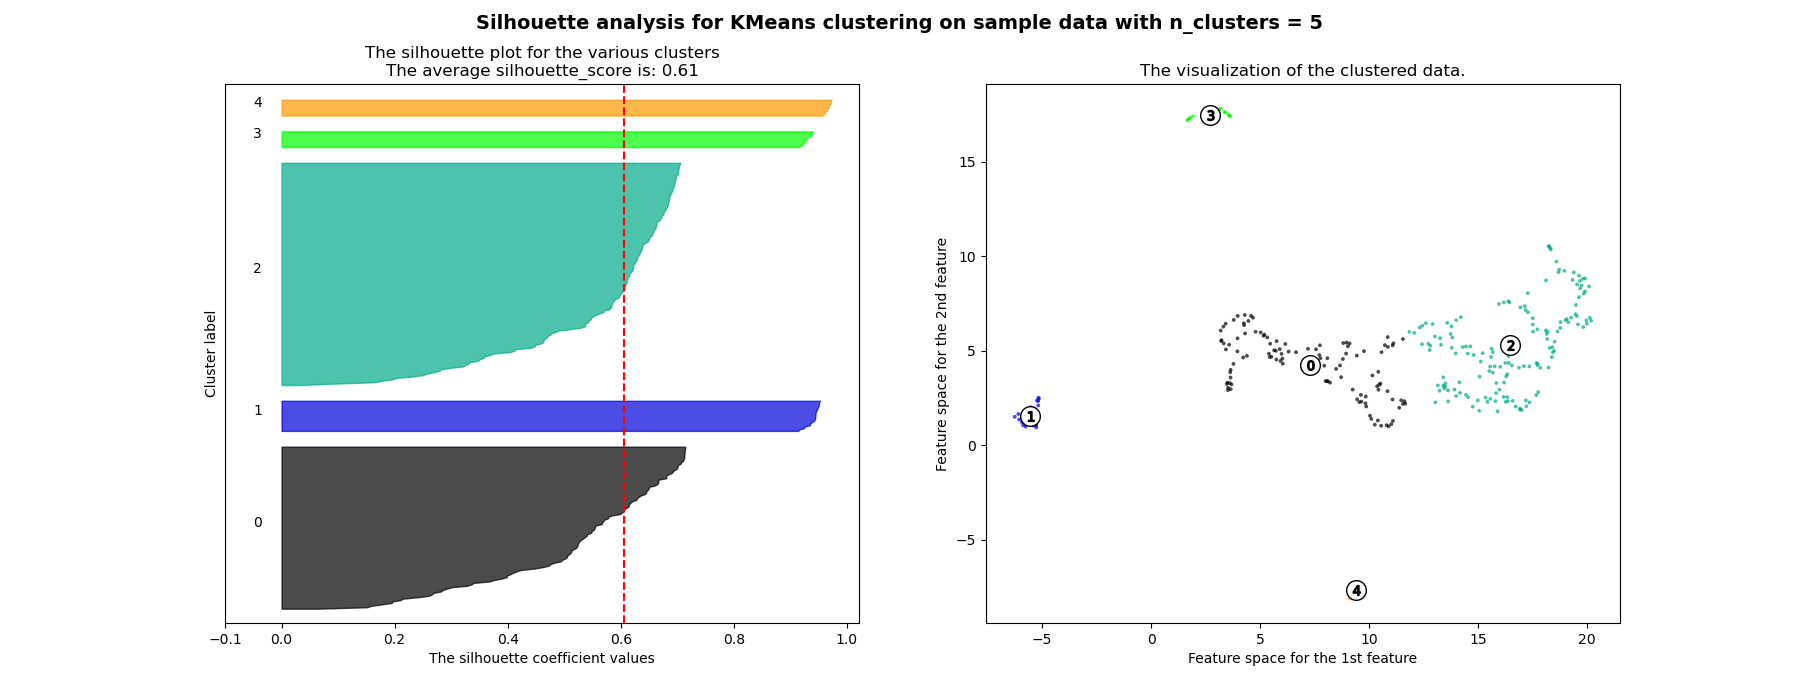 Silhouette analysis for KMeans clustering on sample data with n_clusters = 5
The silhouette plot for the various clusters
The average silhouette_score is: 0.61
4
3
2
1
0
Cluster label
−0.1 0.0 0.2 0.4 0.6 0.8 1.0
The silhouette coefficient values
The visualization of the clustered data.
15
10
5
0
−5
Feature space for the 2nd feature
3
2
0
1
4
−5 0 5 10 15 20
Feature space for the 1st feature